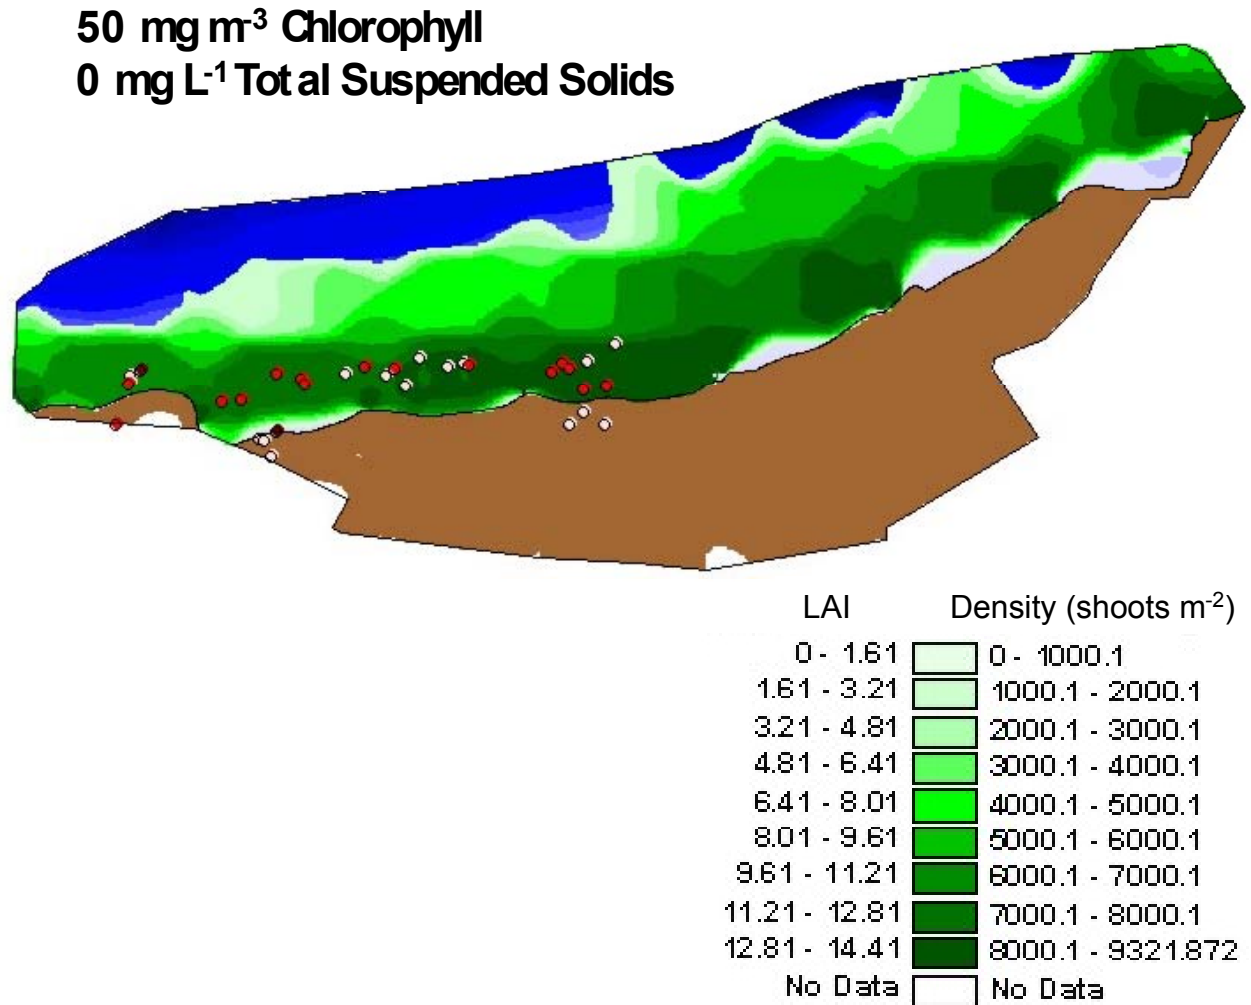 50 mg m-3 Chlorophyll
0 mg L-1 Total Suspended Solids
LAI Density (shoots m-2)
0 - 1.61 0 - 1000.1
1.61 - 3.21 1000.1 - 2000.1
3.21 - 4.81 2000.1 - 3000.1
4.81 - 6.41 3000.1 - 4000.1
6.41 - 8.01 4000.1 - 5000.1
8.01 - 9.61 5000.1 - 6000.1
9.61 - 11.21 6000.1 - 7000.1
11.21 - 12.81 7000.1 - 8000.1
12.81 - 14.41 8000.1 - 9321.872
No Data No Data